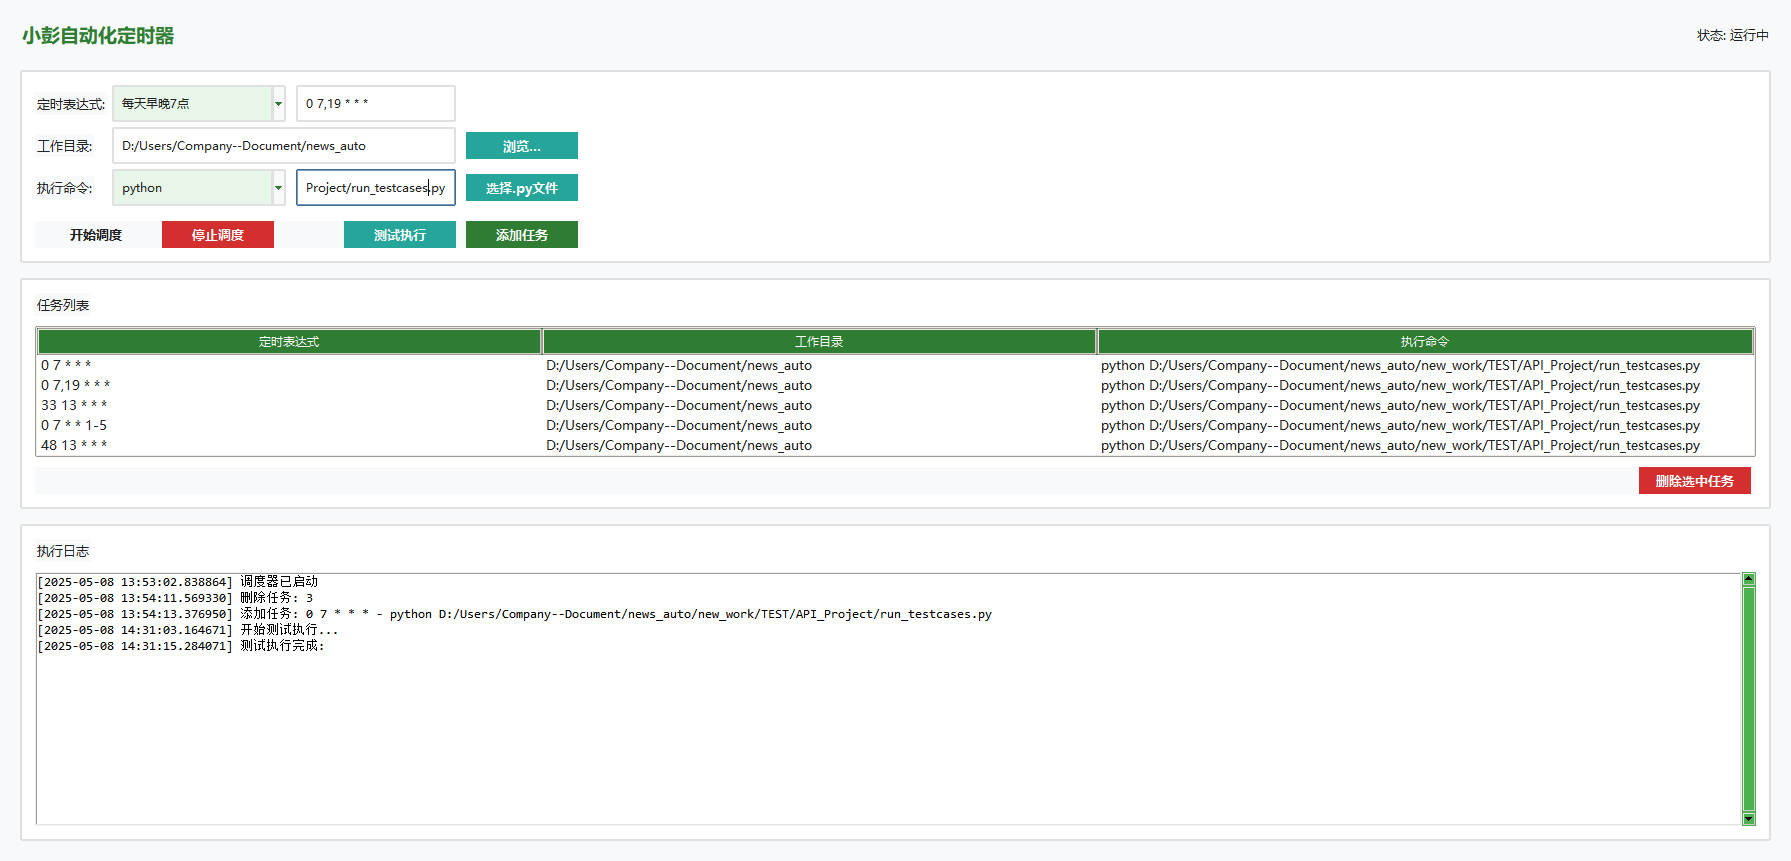 小彭自动化定时器
状态: 运行中
定时表达式: 每天早晚7点 0 7,19 * * *
工作目录: D:/Users/Company--Document/news_auto 浏览...
执行命令: python Project/run_testcases.py 选择.py文件
开始调度 停止调度 测试执行 添加任务
任务列表
定时表达式 工作目录 执行命令
0 7 * * * D:/Users/Company--Document/news_auto python D:/Users/Company--Document/news_auto/new_work/TEST/API_Project/run_testcases.py
0 7,19 * * * D:/Users/Company--Document/news_auto python D:/Users/Company--Document/news_auto/new_work/TEST/API_Project/run_testcases.py
33 13 * * * D:/Users/Company--Document/news_auto python D:/Users/Company--Document/news_auto/new_work/TEST/API_Project/run_testcases.py
0 7 * * 1-5 D:/Users/Company--Document/news_auto python D:/Users/Company--Document/news_auto/new_work/TEST/API_Project/run_testcases.py
48 13 * * * D:/Users/Company--Document/news_auto python D:/Users/Company--Document/news_auto/new_work/TEST/API_Project/run_testcases.py
删除选中任务
执行日志
[2025-05-08 13:53:02.838864] 调度器已启动
[2025-05-08 13:54:11.569330] 删除任务: 3
[2025-05-08 13:54:13.376950] 添加任务: 0 7 * * * - python D:/Users/Company--Document/news_auto/new_work/TEST/API_Project/run_testcases.py
[2025-05-08 14:31:03.164671] 开始测试执行...
[2025-05-08 14:31:15.284071] 测试执行完成: